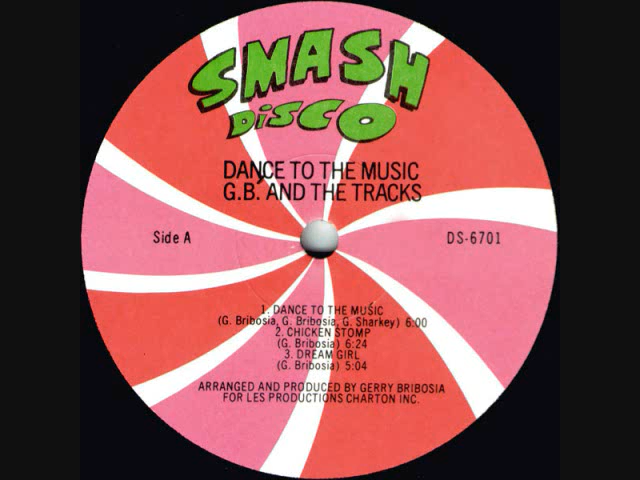 SMASH
DiSCO
DANCE TO THE MUSIC
G.B. AND THE TRACKS
Side A
DS-6701
1. DANCE TO THE MUSIC
(G. Bribosia, G. Bribosia, G. Sharkey) 6:00
2. CHICKEN STOMP
(G. Bribosia) 6:24
3. DREAM GIRL
(G. Bribosia) 5:04
ARRANGED AND PRODUCED BY GERRY BRIBOSIA
FOR LES PRODUCTIONS CHARTON INC.